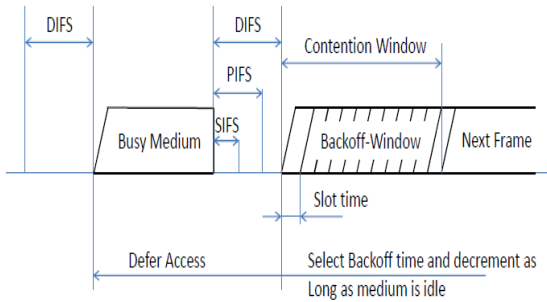 DIFS
DIFS
Contention Window
PIFS
SIFS
Busy Medium
Backoff-Window
Next Frame
Slot time
Defer Access
Select Backoff time and decrement as
Long as medium is idle